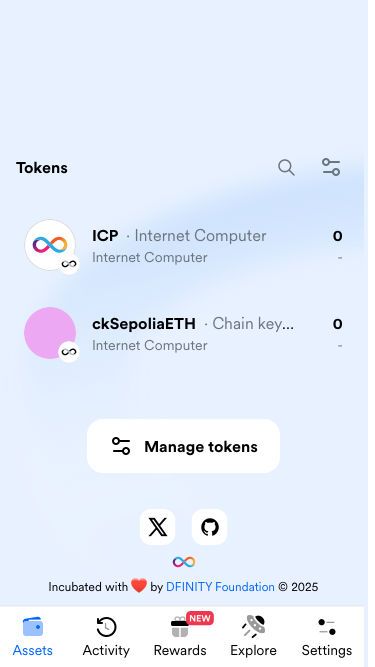 Tokens
ICP · Internet Computer 0
Internet Computer -
ckSepoliaETH · Chain key... 0
Internet Computer -
Manage tokens
Incubated with ❤️ by DFINITY Foundation © 2025
NEW
Assets Activity Rewards Explore Settings